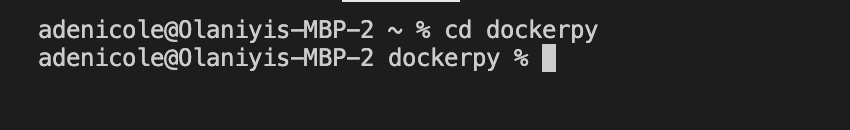 adenicole@Olaniyis-MBP-2 ~ % cd dockerpy
adenicole@Olaniyis-MBP-2 dockerpy %